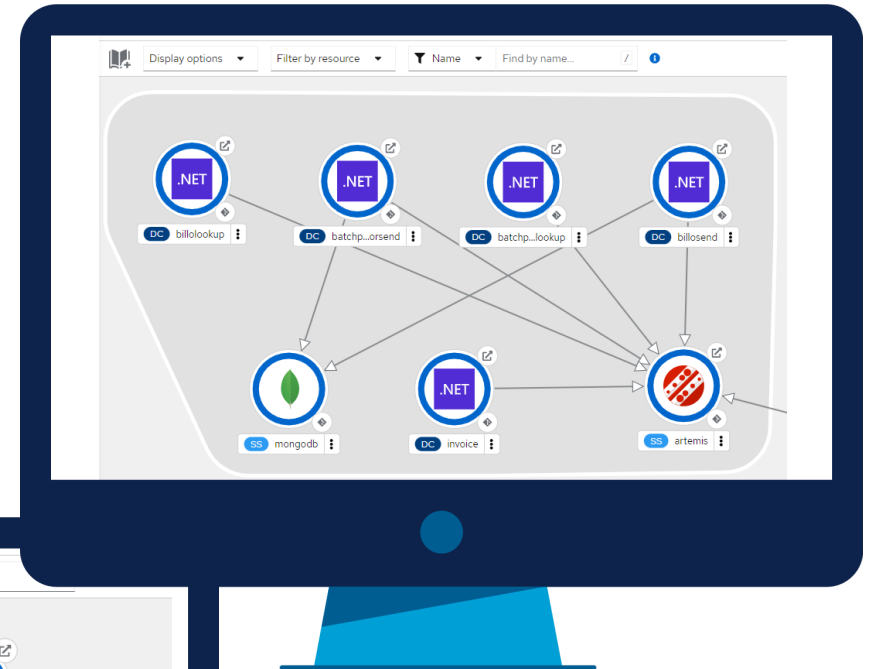 Display options Filter by resource Name Find by name... /
.NET .NET .NET .NET
DC billolookup DC batchp...orsend DC batchp...lookup DC billosend
.NET
SS mongodb DC invoice SS artemis